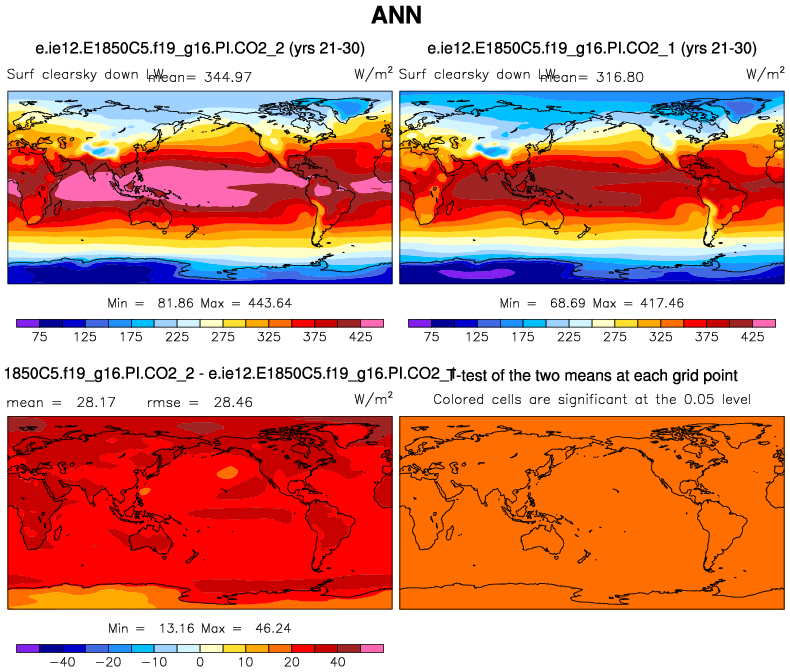 ANN
e.ie12.E1850C5.f19_g16.PI.CO2_2 (yrs 21-30)
e.ie12.E1850C5.f19_g16.PI.CO2_1 (yrs 21-30)
Surf clearsky down LW mean= 344.97 W/m²
Surf clearsky down LW mean= 316.80 W/m²
Min = 81.86 Max = 443.64
Min = 68.69 Max = 417.46
75 125 175 225 275 325 375 425
75 125 175 225 275 325 375 425
1850C5.f19_g16.PI.CO2_2 - e.ie12.E1850C5.f19_g16.PI.CO2_1
T-test of the two means at each grid point
mean = 28.17 rmse = 28.46 W/m²
Colored cells are significant at the 0.05 level
Min = 13.16 Max = 46.24
−40 −20 −10 0 10 20 40